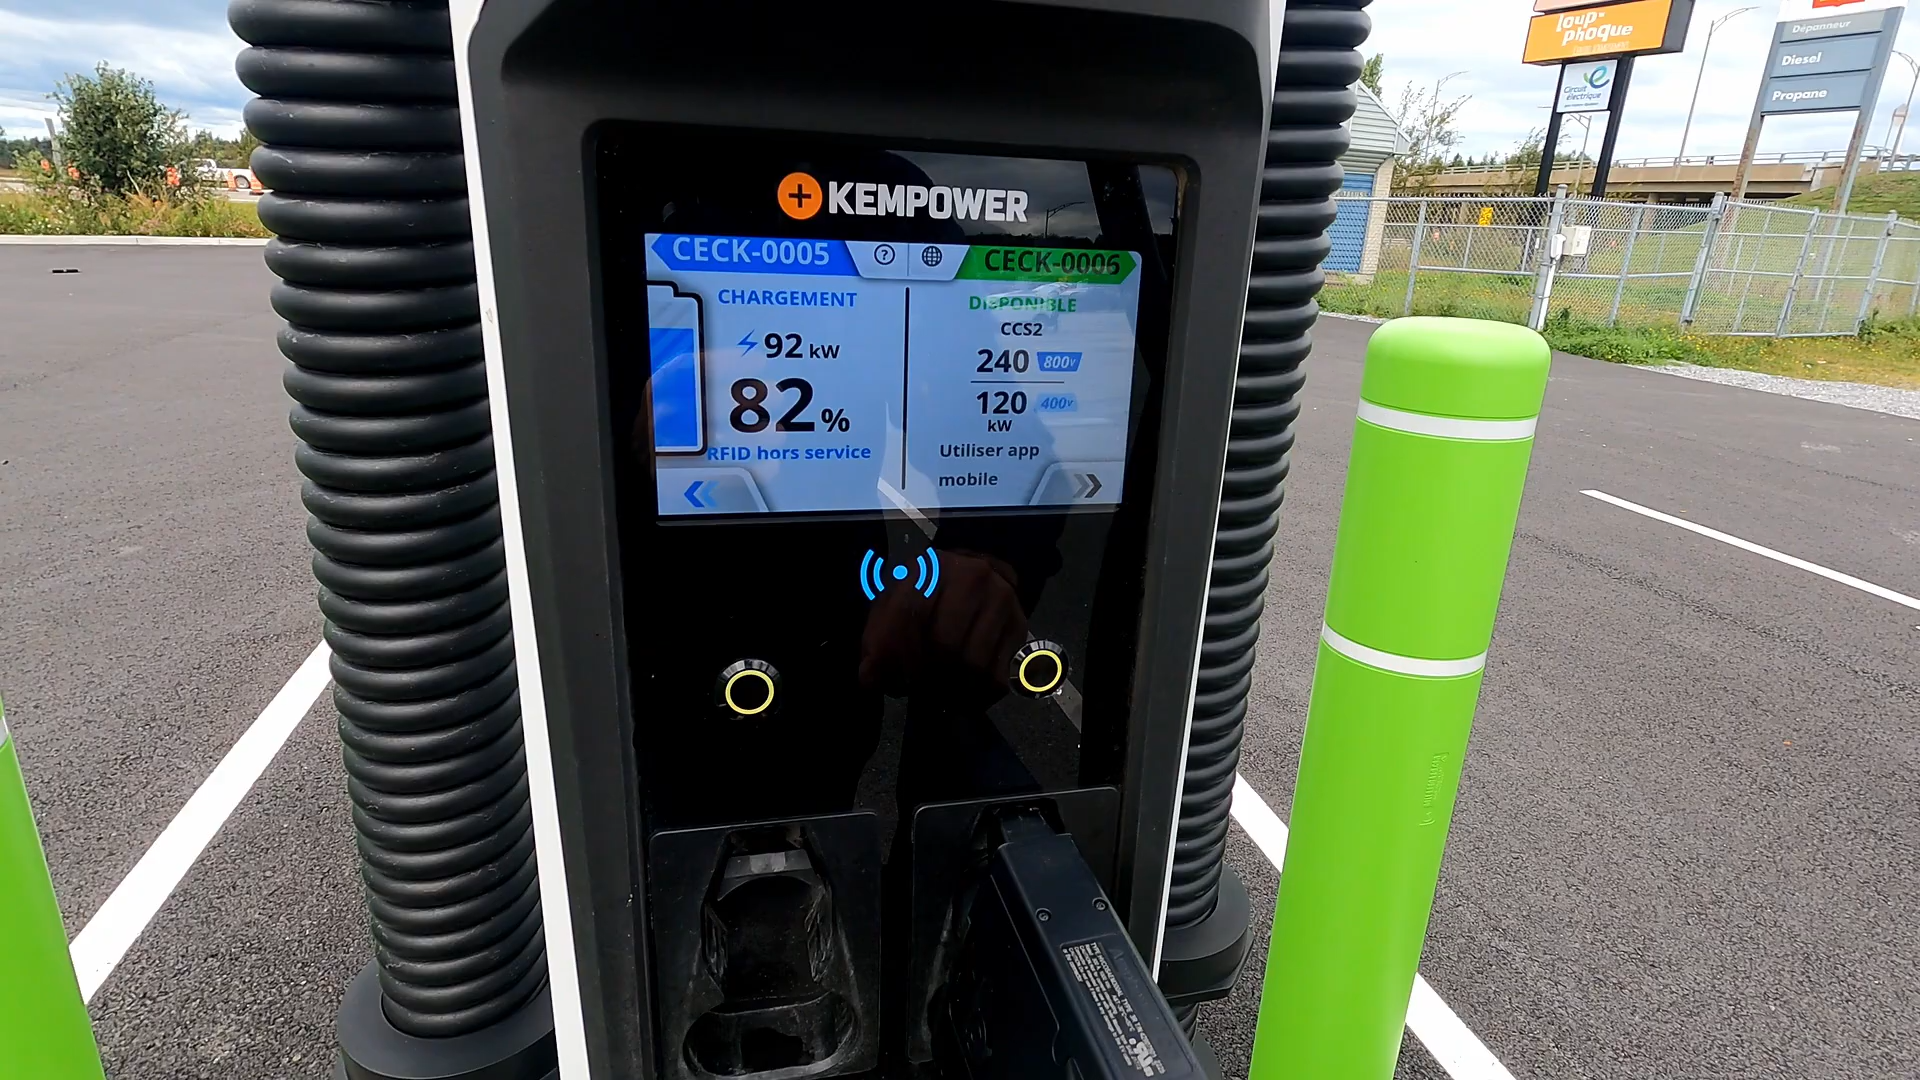 KEMPOWER
CECK-0005
?
CECK-0006
CHARGEMENT
92 kW
82 %
RFID hors service
DISPONIBLE
CCS2
240 800V
120 400V
kW
Utiliser app
mobile
loup-
phoque
Circuit
électrique
Dépanneur
Diesel
Propane